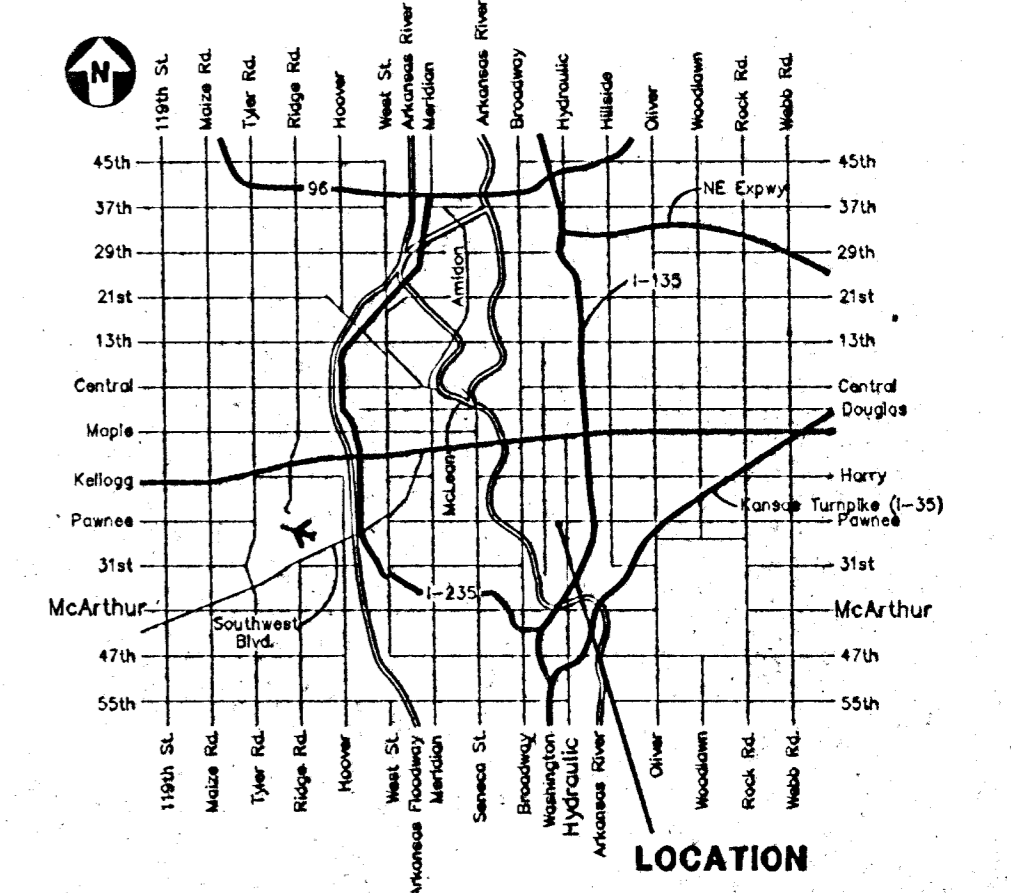 N
119th St.
Maize Rd.
Tyler Rd.
Ridge Rd.
Hoover
West St.
Arkansas River
Meridian
Arkansas River
Broadway
Hydraulic
Hillside
Oliver
Woodlawn
Rock Rd.
Webb Rd.
45th
45th
96
NE Expwy
37th
37th
29th
29th
Amidon
I-135
21st
21st
13th
13th
Central
Central
Douglas
Maple
McLean
Kellogg
Harry
Kansas Turnpike (I-35)
Pawnee
Pawnee
31st
31st
I-235
McArthur
McArthur
Southwest
Blvd.
47th
47th
55th
55th
119th St.
Maize Rd.
Tyler Rd.
Ridge Rd.
Hoover
West St.
Arkansas Floodway
Meridian
Seneca St.
Broadway
Washington
Hydraulic
Arkansas River
Oliver
Woodlawn
Rock Rd.
Webb Rd.
LOCATION